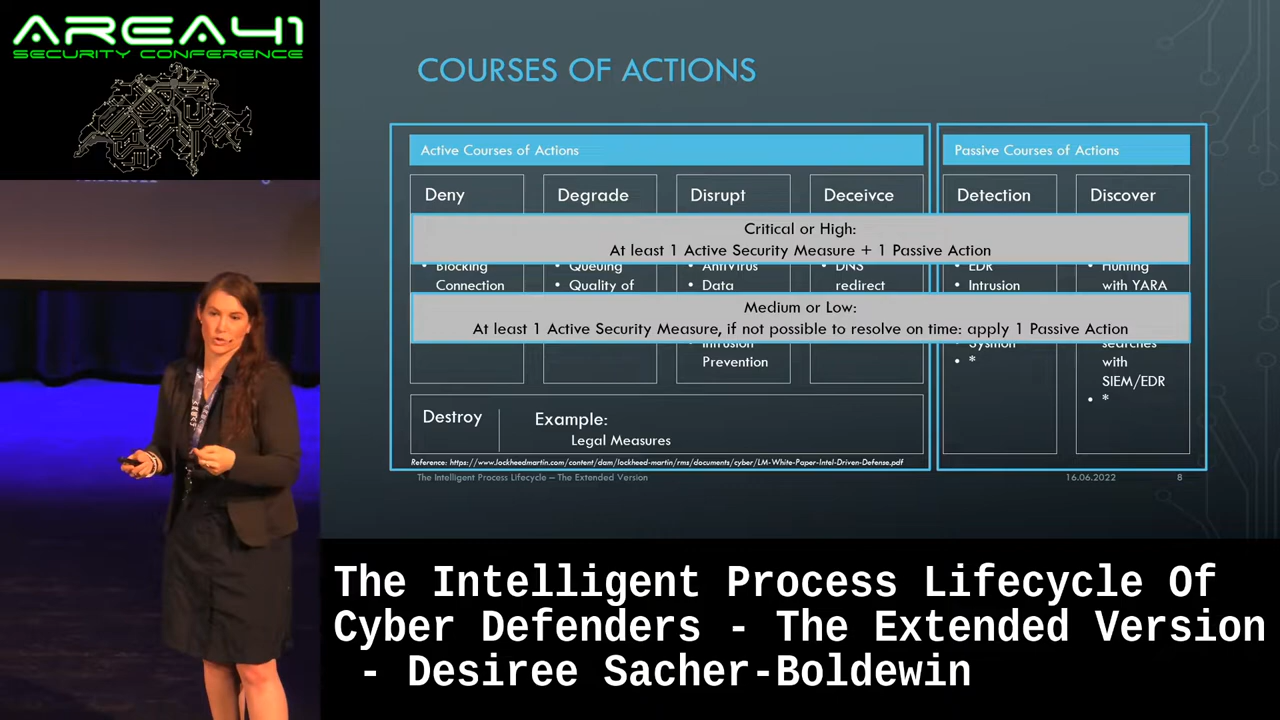 AREA41
SECURITY CONFERENCE
COURSES OF ACTIONS
Active Courses of Actions
Passive Courses of Actions
Deny
Degrade
Disrupt
Deceivce
Detection
Discover
Critical or High:
At least 1 Active Security Measure + 1 Passive Action
• Blocking
Connection
• Queuing
• Quality of
• AntiVirus
• Data
• DNS
redirect
• EDR
• Intrusion
• Hunting
with YARA
Medium or Low:
At least 1 Active Security Measure, if not possible to resolve on time: apply 1 Passive Action
Intrusion
Prevention
• Sysmon
• *
searches
with
SIEM/EDR
• *
Destroy
Example:
Legal Measures
Reference: https://www.lockheedmartin.com/content/dam/lockheed-martin/rms/documents/cyber/LM-White-Paper-Intel-Driven-Defense.pdf
The Intelligent Process Lifecycle – The Extended Version
16.06.2022
8
The Intelligent Process Lifecycle Of
Cyber Defenders - The Extended Version
- Desiree Sacher-Boldewin